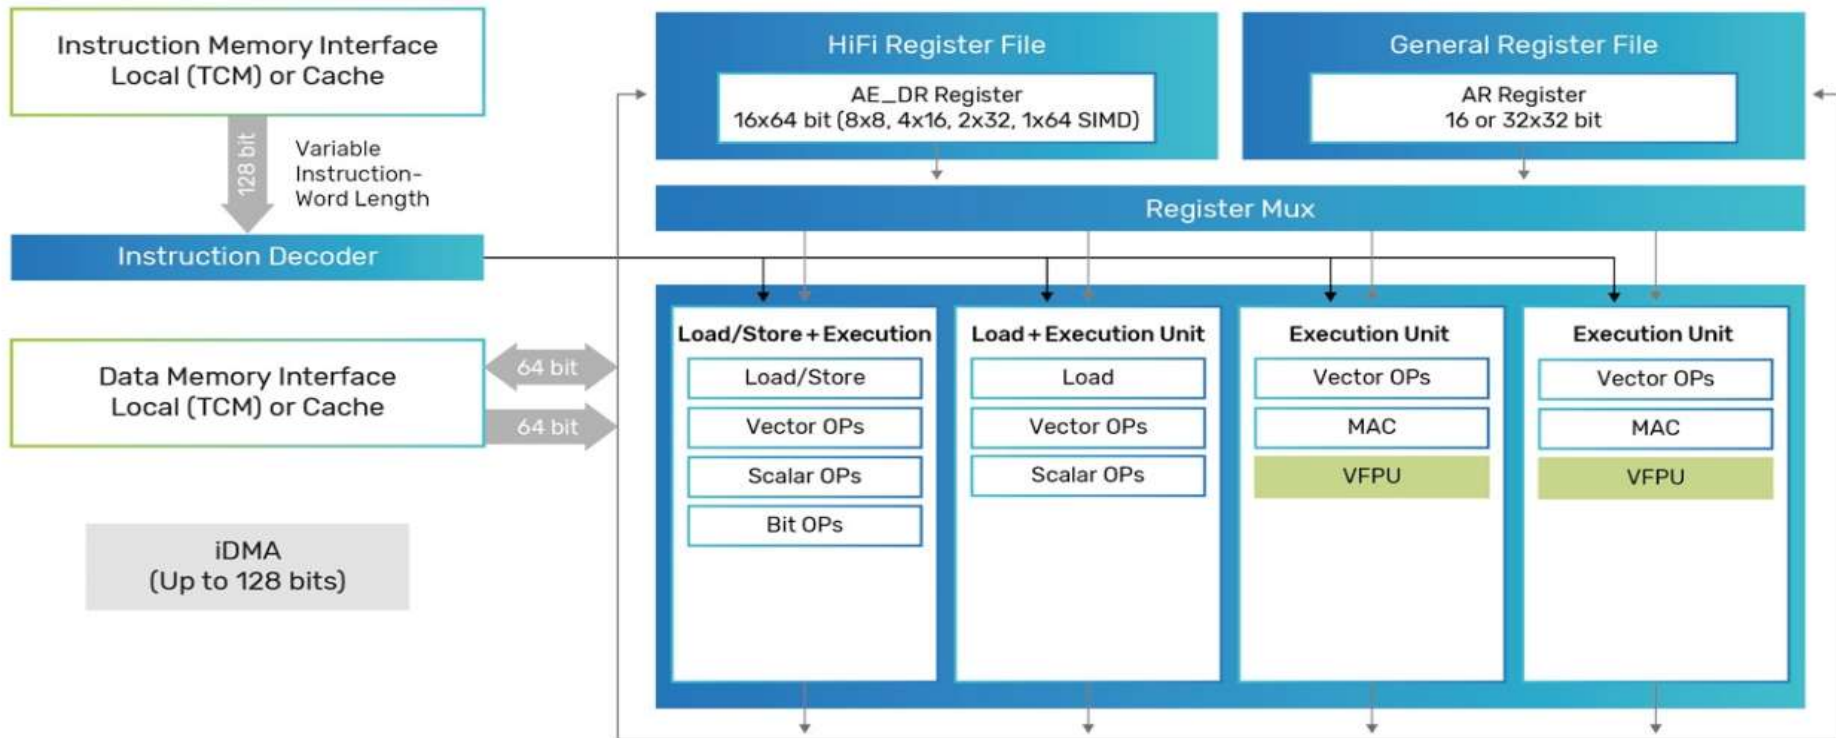 Instruction Memory Interface
Local (TCM) or Cache
128 bit
Variable
Instruction-
Word Length
Instruction Decoder
Data Memory Interface
Local (TCM) or Cache
64 bit
64 bit
iDMA
(Up to 128 bits)
HiFi Register File
AE_DR Register
16x64 bit (8x8, 4x16, 2x32, 1x64 SIMD)
General Register File
AR Register
16 or 32x32 bit
Register Mux
Load/Store+Execution
Load/Store
Vector OPs
Scalar OPs
Bit OPs
Load+Execution Unit
Load
Vector OPs
Scalar OPs
Execution Unit
Vector OPs
MAC
VFPU
Execution Unit
Vector OPs
MAC
VFPU